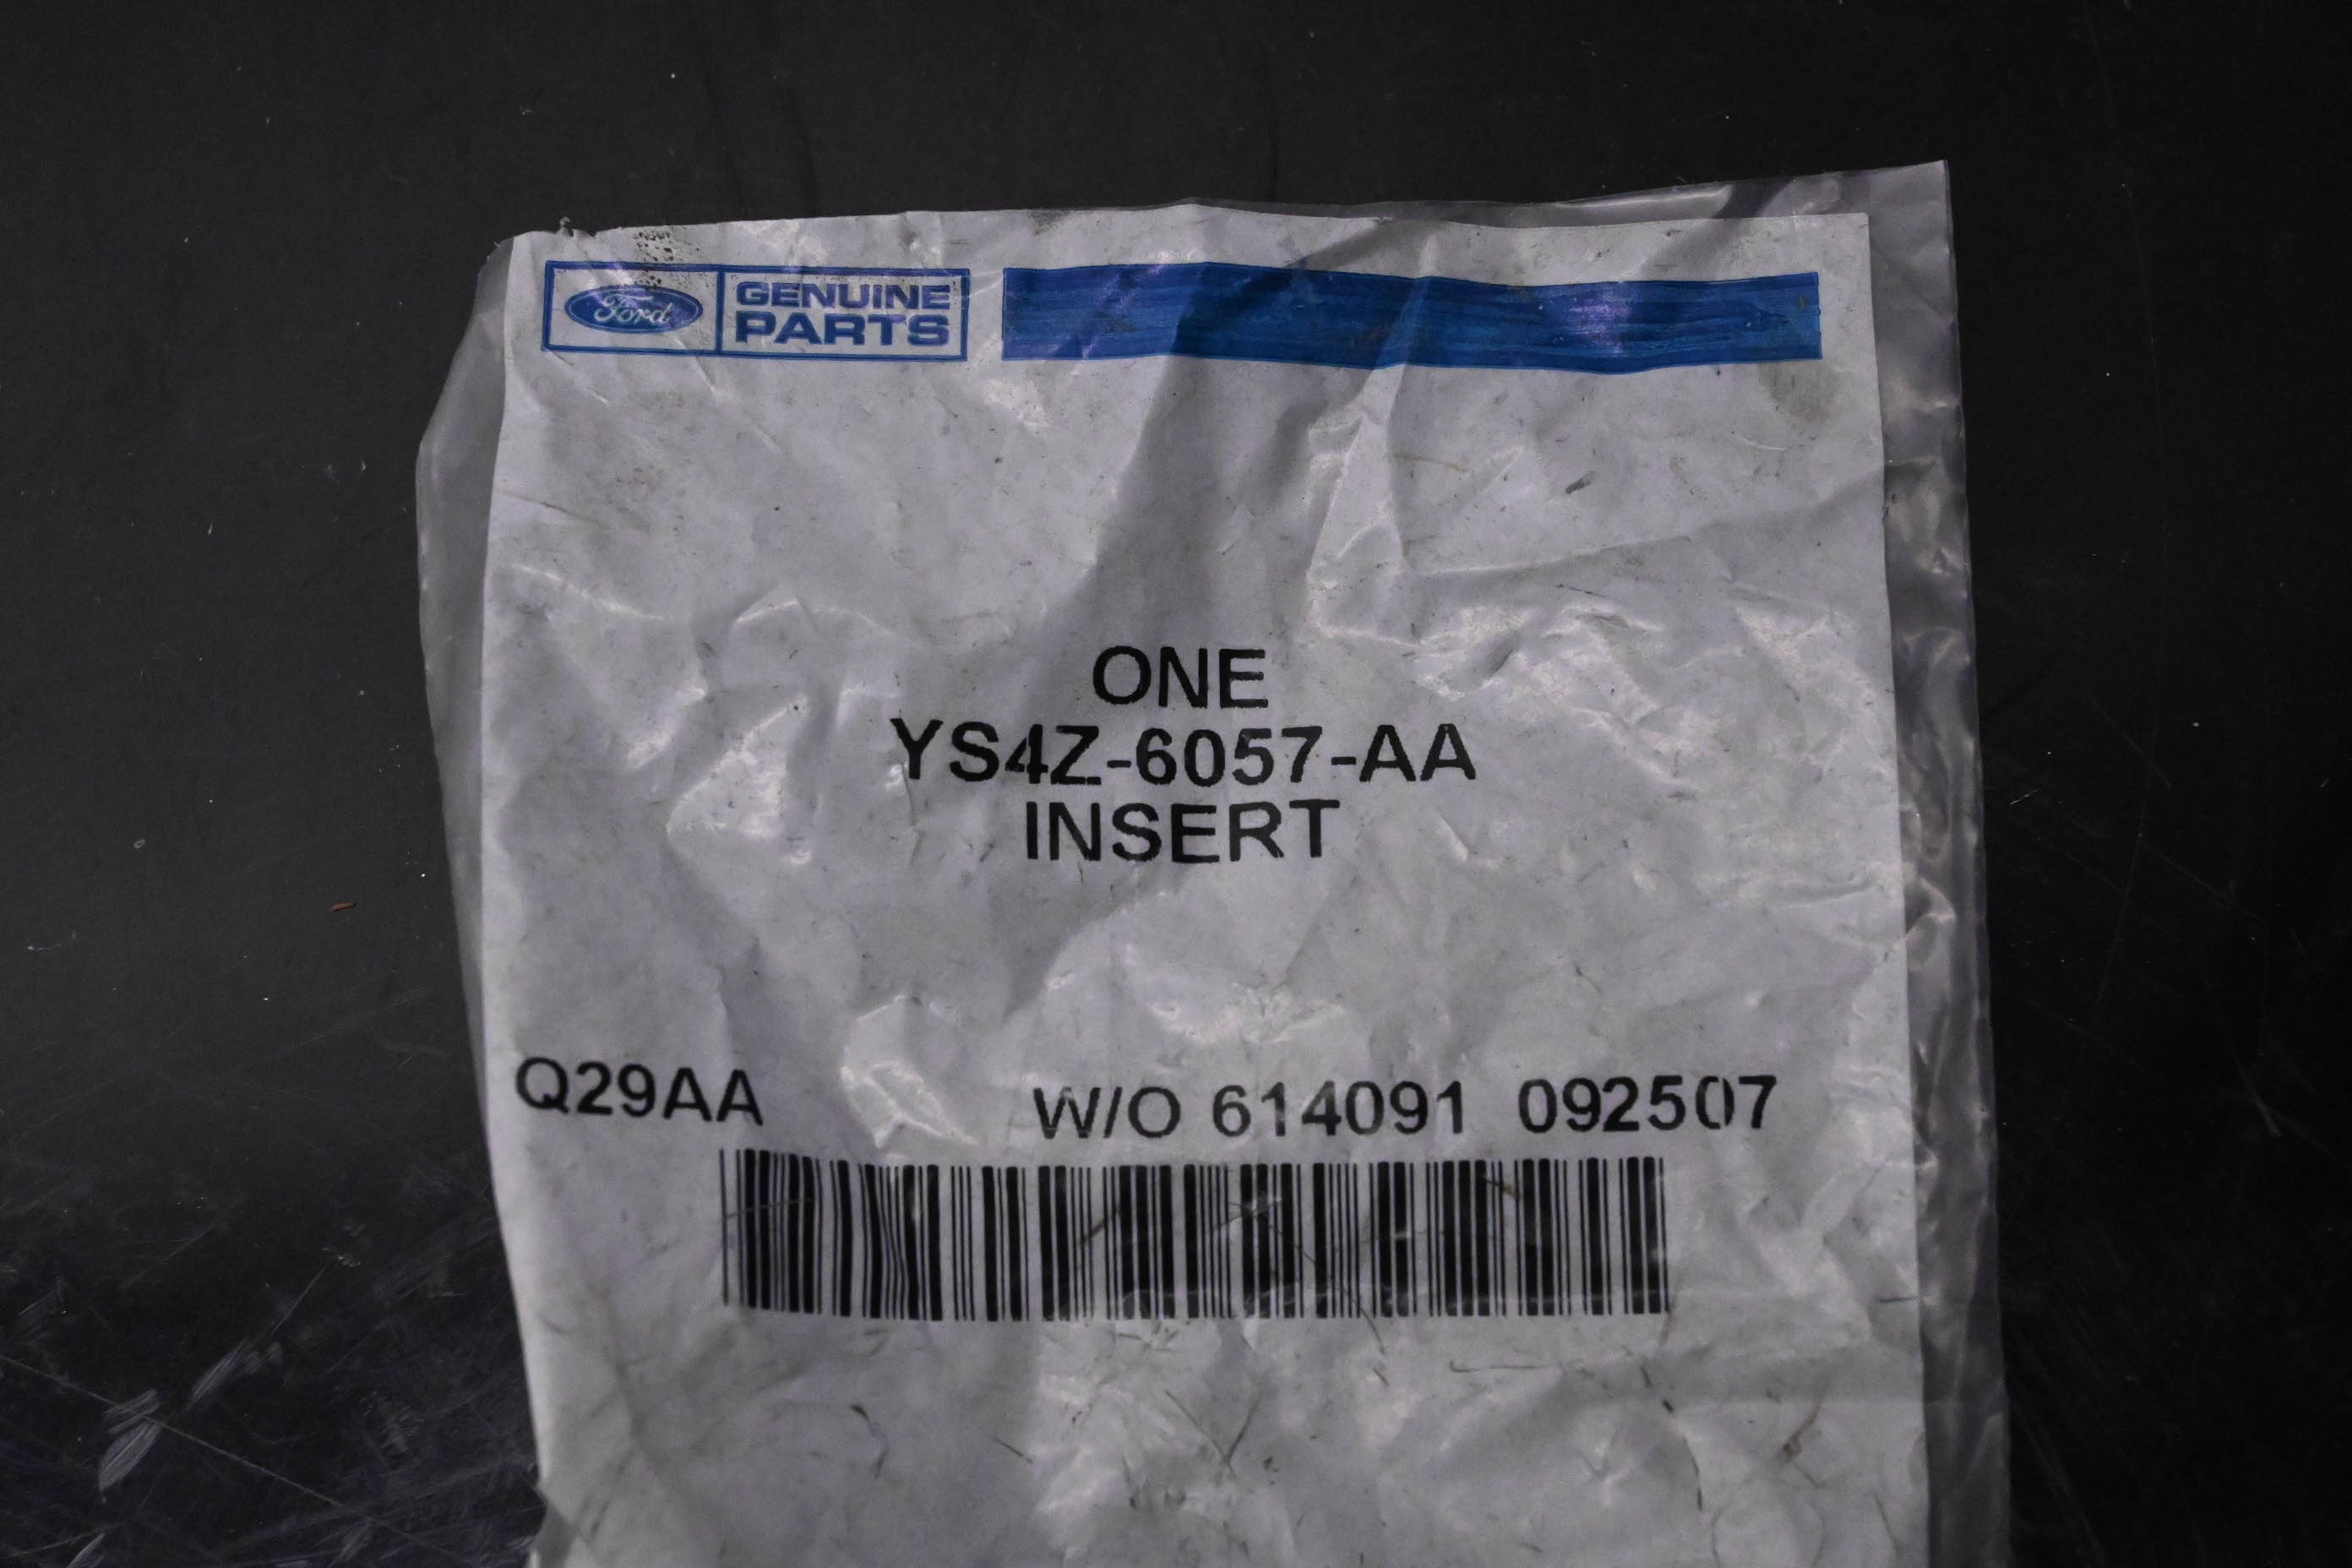 Ford GENUINE
PARTS
ONE
YS4Z-6057-AA
INSERT
Q29AA W/O 614091 092507